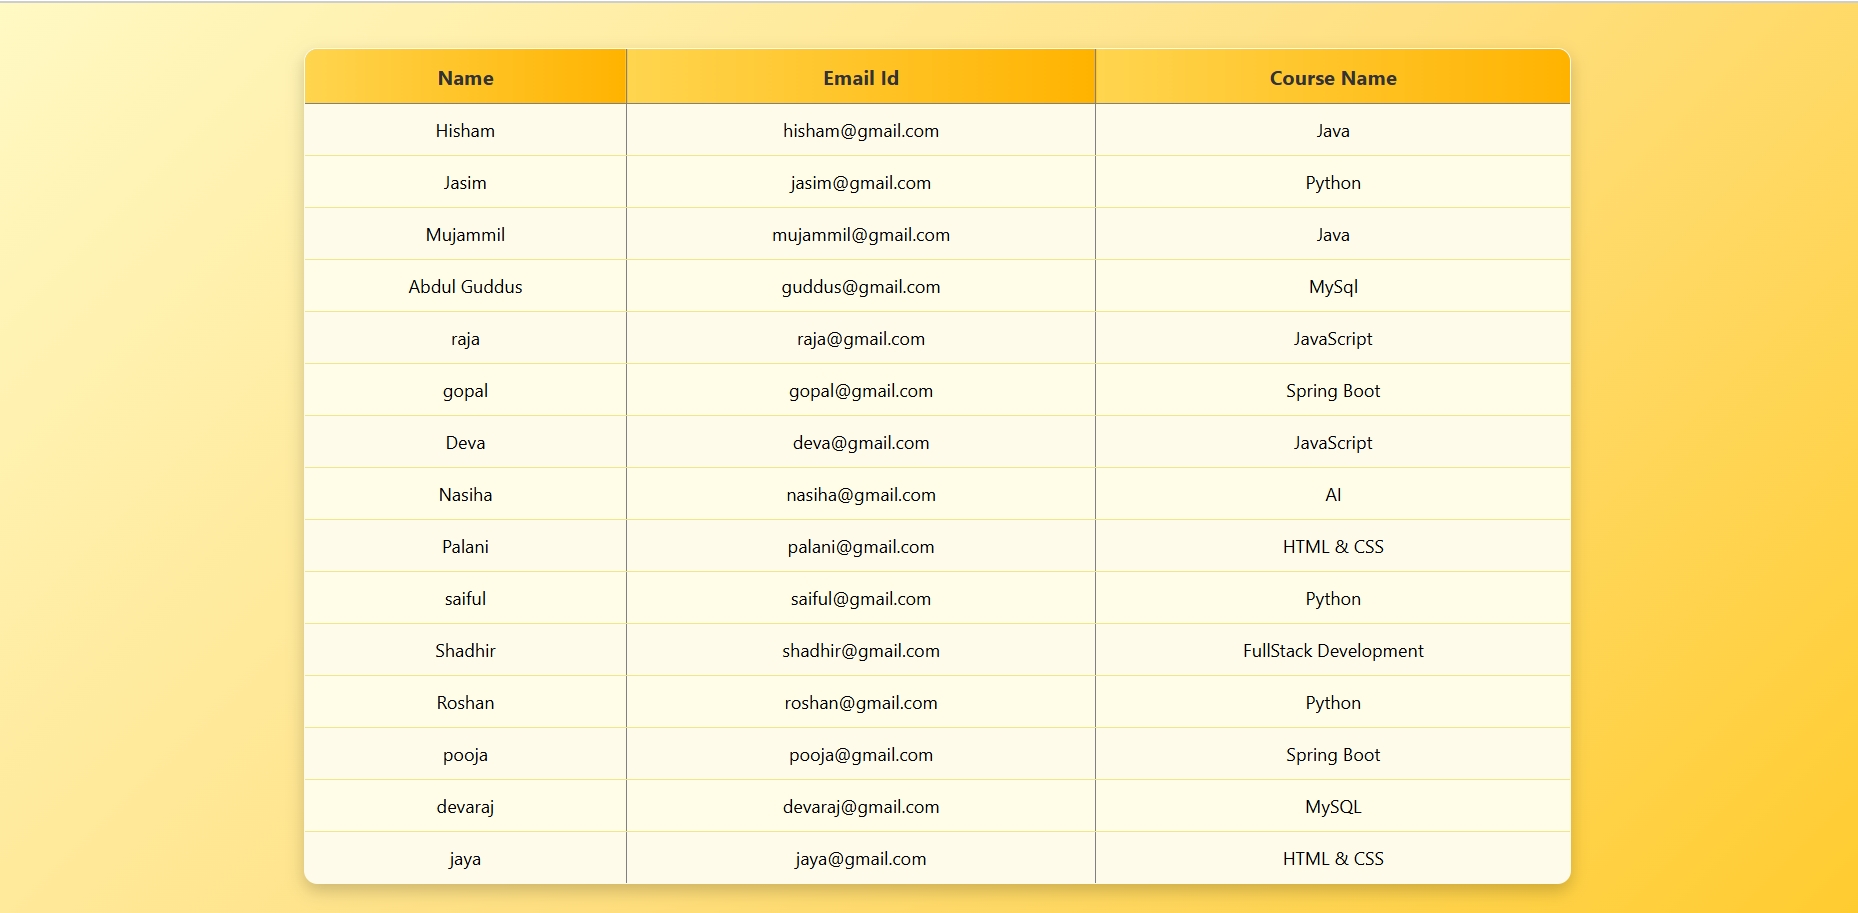 Name Email Id Course Name
Hisham hisham@gmail.com Java
Jasim jasim@gmail.com Python
Mujammil mujammil@gmail.com Java
Abdul Guddus guddus@gmail.com MySql
raja raja@gmail.com JavaScript
gopal gopal@gmail.com Spring Boot
Deva deva@gmail.com JavaScript
Nasiha nasiha@gmail.com AI
Palani palani@gmail.com HTML & CSS
saiful saiful@gmail.com Python
Shadhir shadhir@gmail.com FullStack Development
Roshan roshan@gmail.com Python
pooja pooja@gmail.com Spring Boot
devaraj devaraj@gmail.com MySQL
jaya jaya@gmail.com HTML & CSS